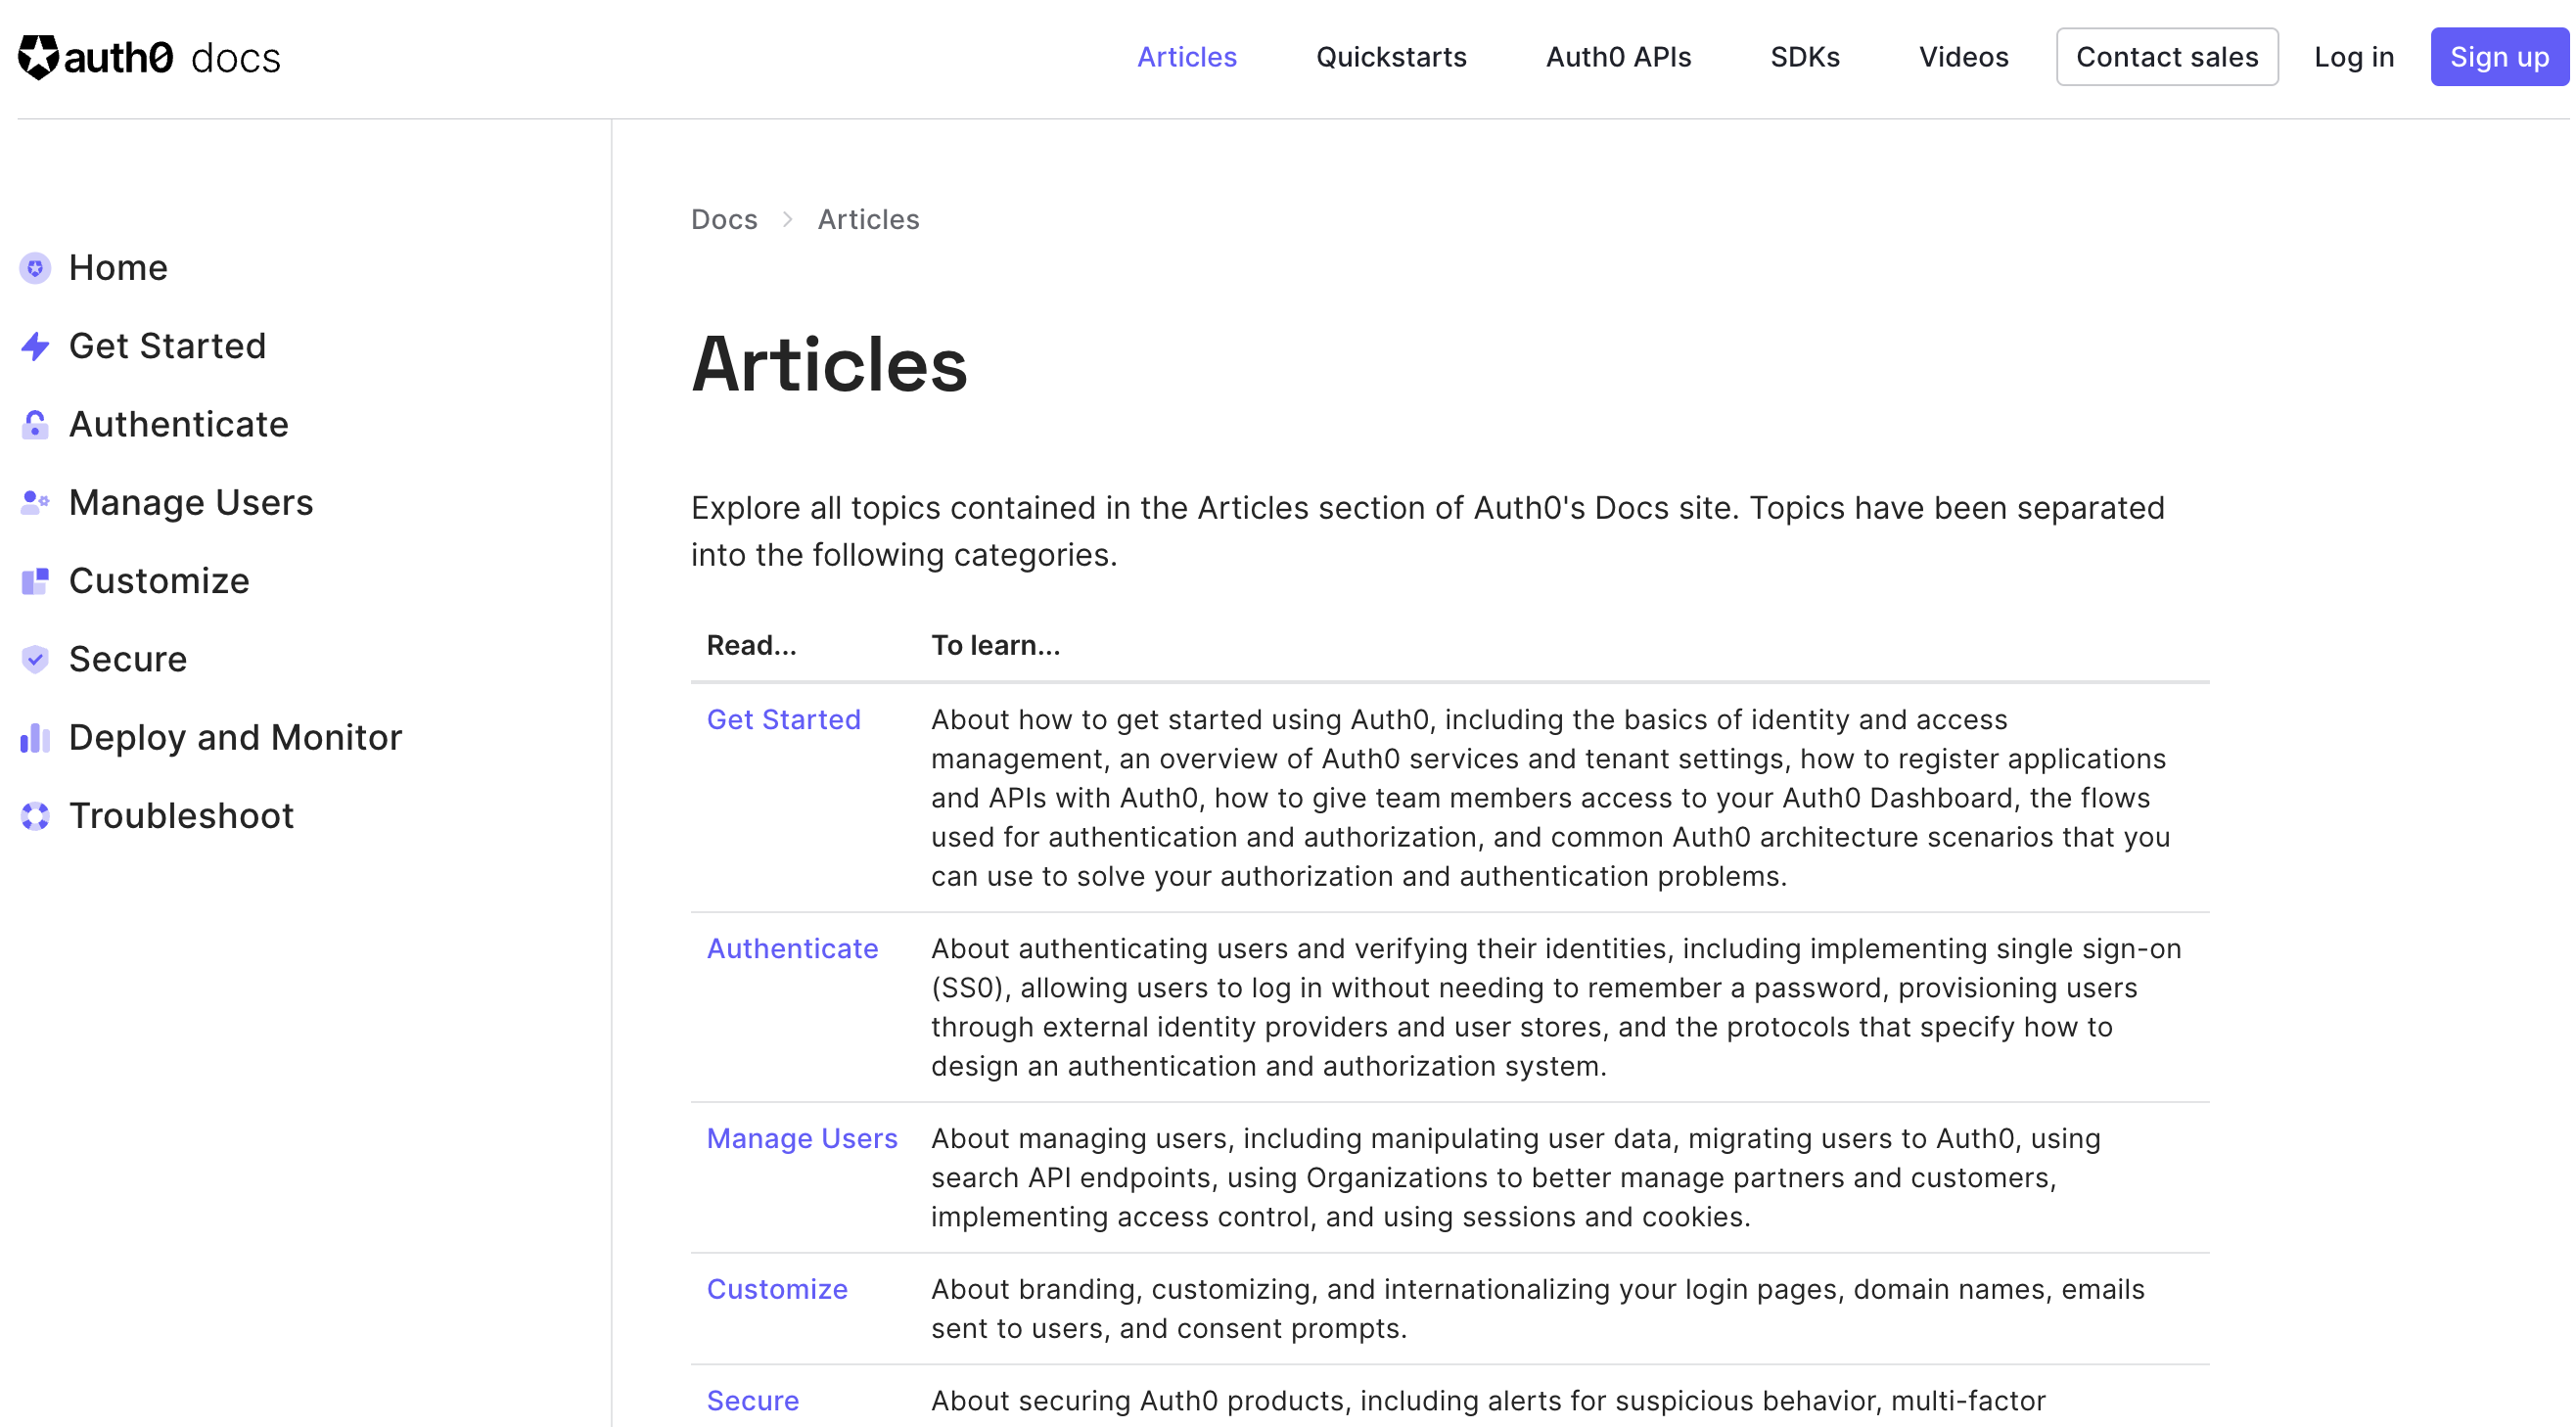 auth0 docs
Articles Quickstarts Auth0 APIs SDKs Videos Contact sales Log in Sign up
Home
Get Started
Authenticate
Manage Users
Customize
Secure
Deploy and Monitor
Troubleshoot
Docs > Articles
Articles
Explore all topics contained in the Articles section of Auth0's Docs site. Topics have been separated
into the following categories.
Read... To learn...
Get Started About how to get started using Auth0, including the basics of identity and access
management, an overview of Auth0 services and tenant settings, how to register applications
and APIs with Auth0, how to give team members access to your Auth0 Dashboard, the flows
used for authentication and authorization, and common Auth0 architecture scenarios that you
can use to solve your authorization and authentication problems.
Authenticate About authenticating users and verifying their identities, including implementing single sign-on
(SS0), allowing users to log in without needing to remember a password, provisioning users
through external identity providers and user stores, and the protocols that specify how to
design an authentication and authorization system.
Manage Users About managing users, including manipulating user data, migrating users to Auth0, using
search API endpoints, using Organizations to better manage partners and customers,
implementing access control, and using sessions and cookies.
Customize About branding, customizing, and internationalizing your login pages, domain names, emails
sent to users, and consent prompts.
Secure About securing Auth0 products, including alerts for suspicious behavior, multi-factor